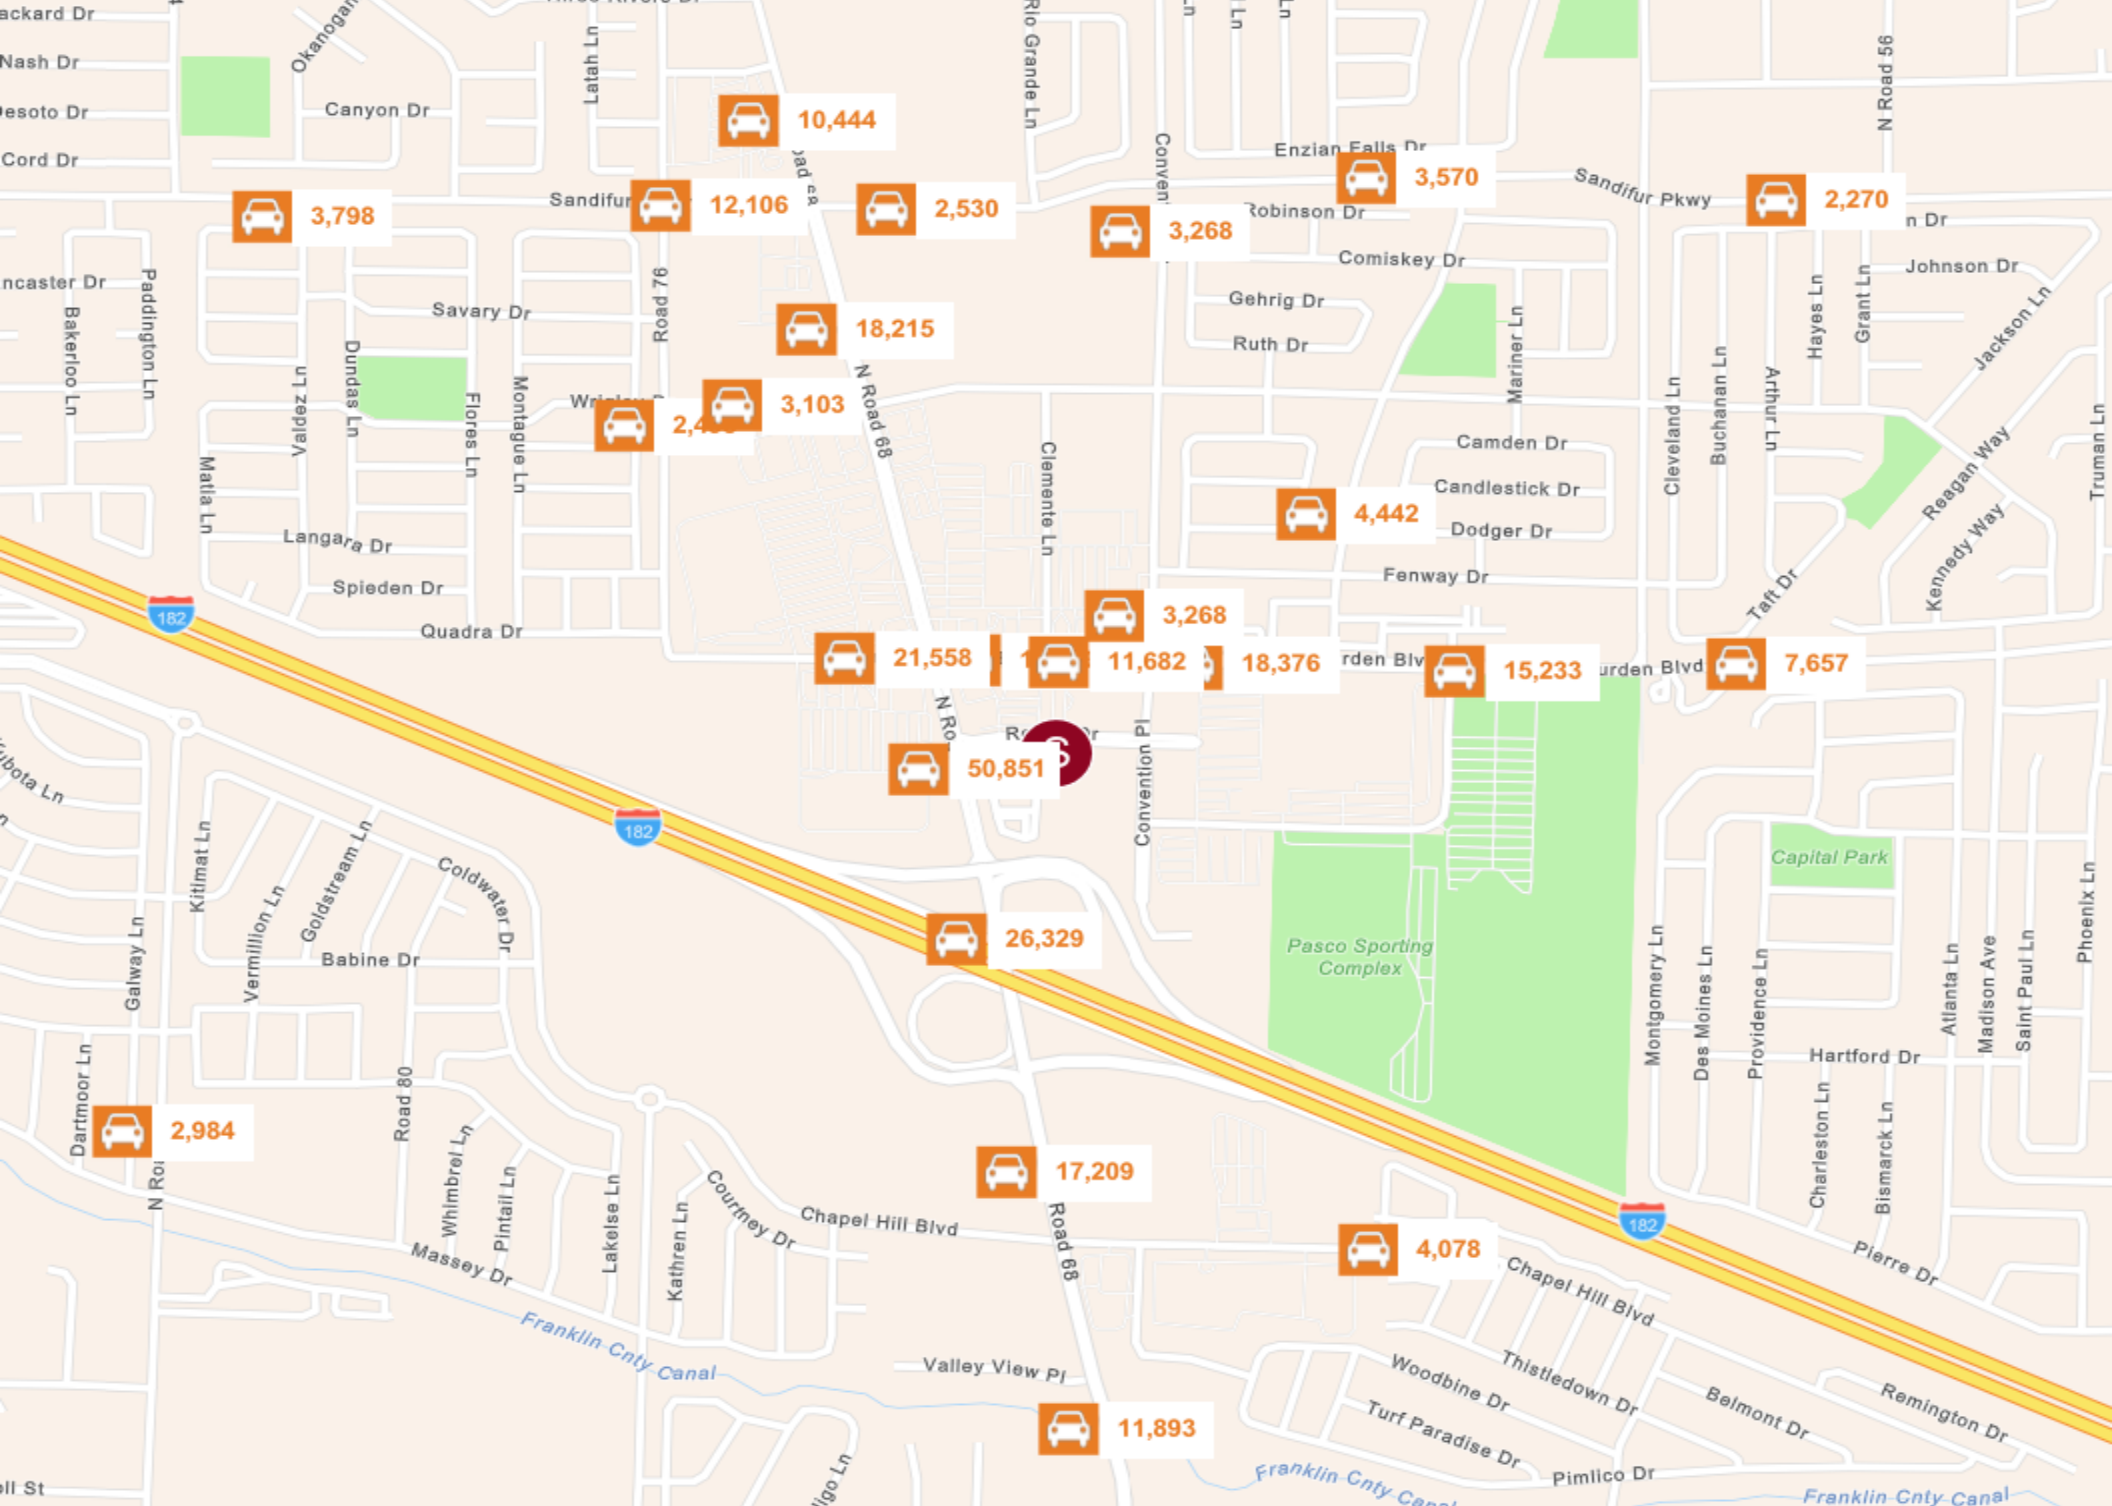 Nash Dr
Canyon Dr
Cord Dr
Latah Ln
10,444
Rio Grande Ln
Enzian Falls Dr
N Road 56
3,798
12,106
2,530
3,268
3,570
Sandifur Pkwy
2,270
Robinson Dr
Comiskey Dr
Johnson Dr
Gehrig Dr
Ruth Dr
Savary Dr
Road 76
18,215
Bakerloo Ln
Paddington Ln
Valdez Ln
Dundas Ln
Flores Ln
Montague Ln
Matia Ln
3,103
N Road 68
Clemente Ln
Mariner Ln
Cleveland Ln
Buchanan Ln
Arthur Ln
Hayes Ln
Grant Ln
Jackson Ln
Truman Ln
Reagan Way
Kennedy Way
Camden Dr
Candlestick Dr
4,442
Dodger Dr
Langara Dr
Spieden Dr
Fenway Dr
Taft Dr
182
Quadra Dr
3,268
21,558
11,682
18,376
15,233
7,657
50,851
Convention Pl
182
Kitimat Ln
Goldstream Ln
Vermillion Ln
Coldwater Dr
Galway Ln
Babine Dr
26,329
Pasco Sporting
Complex
Capital Park
Montgomery Ln
Des Moines Ln
Providence Ln
Atlanta Ln
Madison Ave
Saint Paul Ln
Phoenix Ln
Hartford Dr
Charleston Ln
Bismarck Ln
Dartmoor Ln
Road 80
2,984
Whimbrel Ln
Pintail Ln
Lakelse Ln
Kathren Ln
Courtney Dr
Massey Dr
Chapel Hill Blvd
17,209
Road 68
4,078
182
Chapel Hill Blvd
Pierre Dr
Franklin Cnty Canal
Valley View Pl
11,893
Woodbine Dr
Thistledown Dr
Turf Paradise Dr
Belmont Dr
Remington Dr
Pimlico Dr
Franklin Cnty
Franklin Cnty Canal